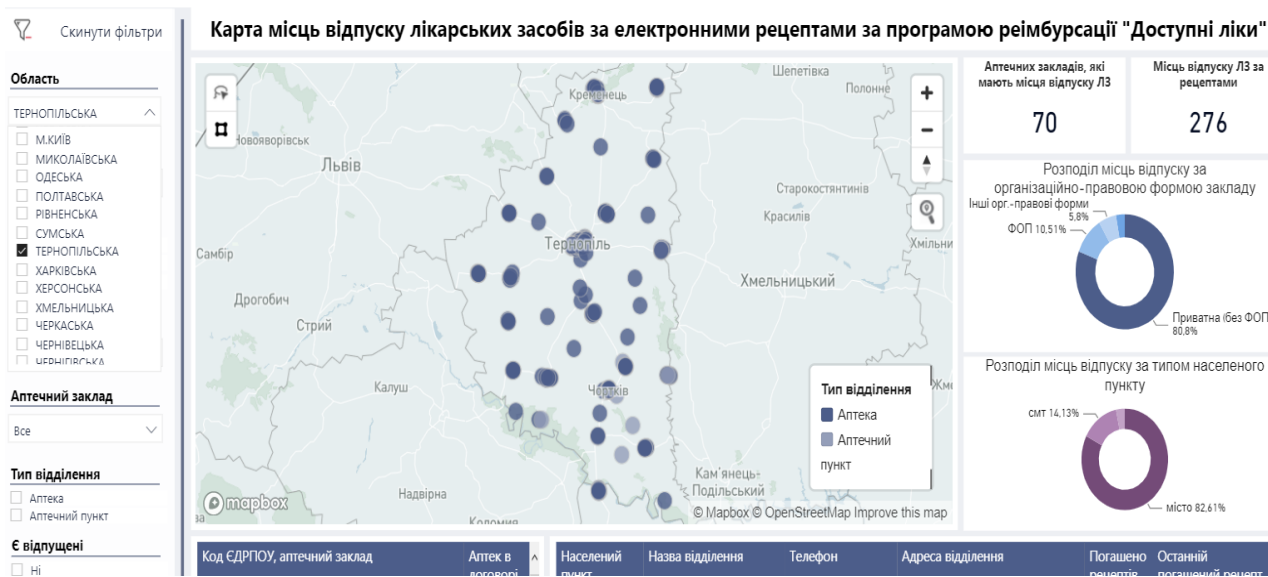 Скинути фільтри
Карта місць відпуску лікарських засобів за електронними рецептами за програмою реімбурсації "Доступні ліки"
Область
ТЕРНОПІЛЬСЬКА
М.КИЇВ
МИКОЛАЇВСЬКА
ОДЕСЬКА
ПОЛТАВСЬКА
РІВНЕНСЬКА
СУМСЬКА
ТЕРНОПІЛЬСЬКА
ХАРКІВСЬКА
ХЕРСОНСЬКА
ХМЕЛЬНИЦЬКА
ЧЕРКАСЬКА
ЧЕРНІВЕЦЬКА
ЧЕРНІГІВСЬКА
Аптечний заклад
Все
Тип відділення
Аптека
Аптечний пункт
Є відпущені
Ні
Шепетівка
Полонне
Кременець
Новояворівськ
Львів
Старокостянтинів
Красилів
Тернопіль
Хмільни
Самбір
Хмельницький
Дрогобич
Стрий
Калуш
Чортків
Жме
Кам'янець-
Подільський
Надвірна
Коломия
Тип відділення
Аптека
Аптечний
пункт
mapbox
© Mapbox © OpenStreetMap Improve this map
Аптечних закладів, які
мають місця відпуску ЛЗ
70
Місць відпуску ЛЗ за
рецептами
276
Розподіл місць відпуску за
організаційно-правовою формою закладу
Інші орг.-правові форми
5,8%
ФОП 10,51%
Приватна (без ФОП
80,8%
Розподіл місць відпуску за типом населеного
пункту
смт 14,13%
місто 82,61%
Код ЄДРПОУ, аптечний заклад
Аптек в
договорі
Населений
пункт
Назва відділення
Телефон
Адреса відділення
Погашено
рецептів
Останній
погашений рецепт